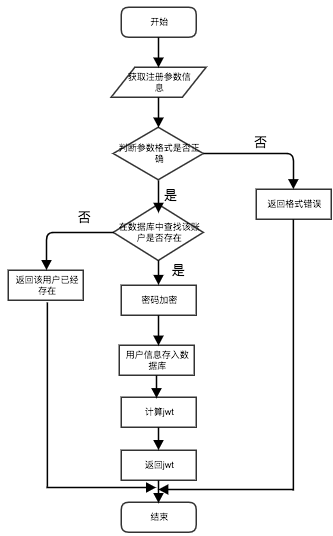 开始
获取注册参数信
息
判断参数格式是否正
确
否
是
返回格式错误
在数据库中查找该账
户是否存在
否
是
返回该用户已经
存在
密码加密
用户信息存入数
据库
计算jwt
返回jwt
结束